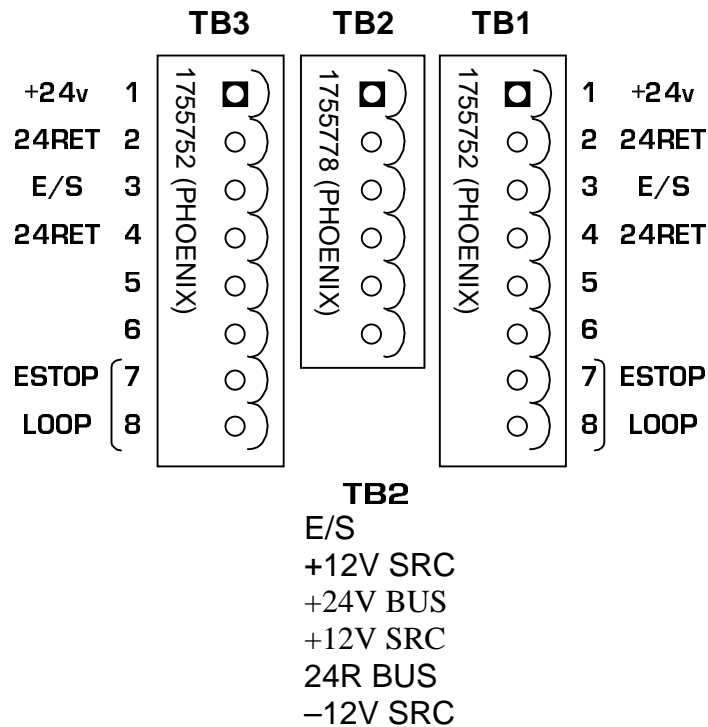 TB3 TB2 TB1
1755752 (PHOENIX)
1755778 (PHOENIX)
1755752 (PHOENIX)
+24v 1 1 +24v
24RET 2 2 24RET
E/S 3 3 E/S
24RET 4 4 24RET
5 5
6 6
ESTOP 7 7 ESTOP
LOOP 8 8 LOOP
TB2
E/S
+12V SRC
+24V BUS
+12V SRC
24R BUS
–12V SRC